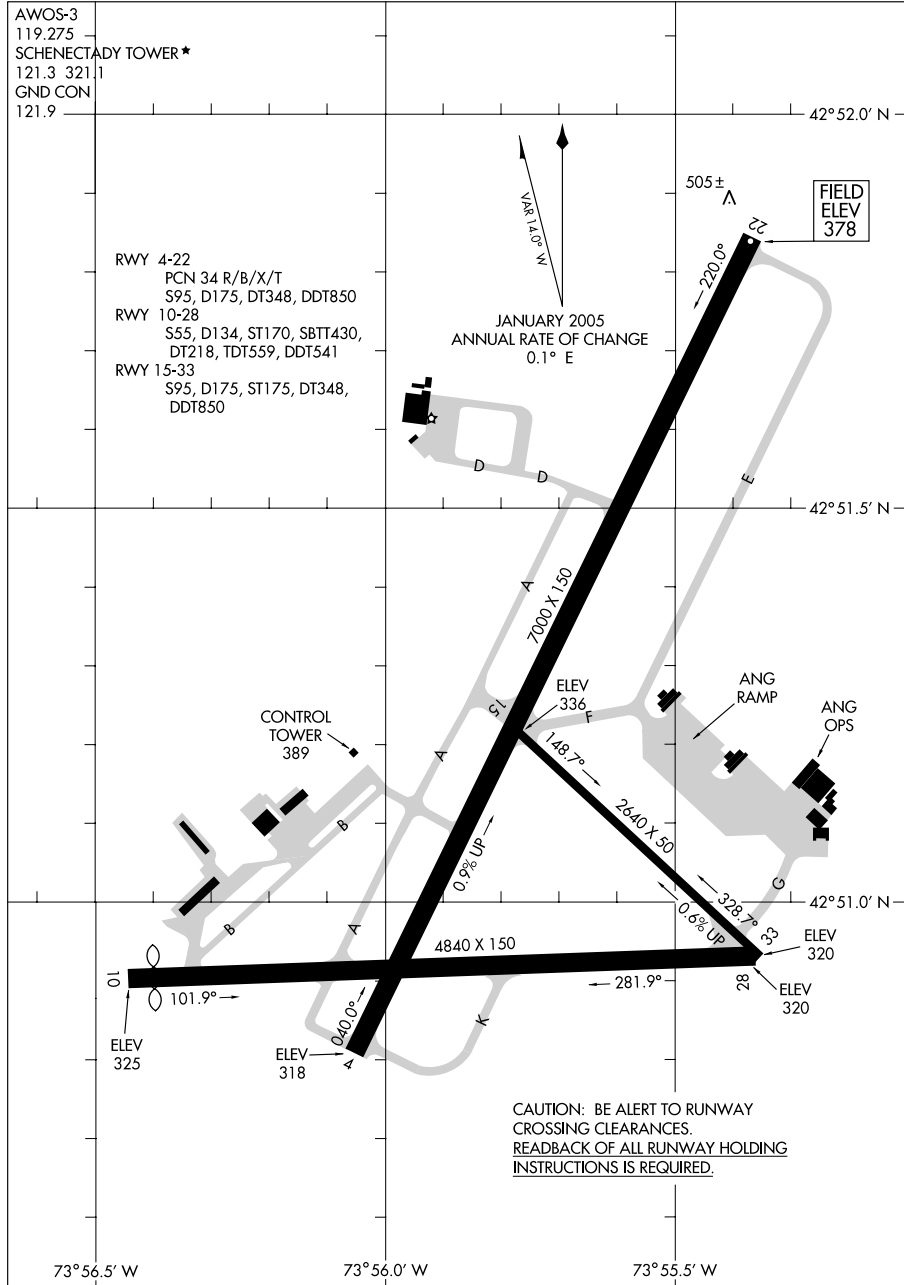 AWOS-3
119.275
SCHENECTADY TOWER★
121.3 321.1
GND CON
121.9
42°52.0' N
VAR 14.0° W
505±
FIELD
ELEV
378
22
220.0°
RWY 4-22
PCN 34 R/B/X/T
S95, D175, DT348, DDT850
RWY 10-28
S55, D134, ST170, SBTT430,
DT218, TDT559, DDT541
RWY 15-33
S95, D175, ST175, DT348,
DDT850
JANUARY 2005
ANNUAL RATE OF CHANGE
0.1° E
D
D
E
42°51.5' N
A
7000 X 150
ELEV
336
15
F
ANG
RAMP
ANG
OPS
CONTROL
TOWER
389
A
148.7°
2640 X 50
B
0.9% UP
G
42°51.0' N
328.7°
0.6% UP
33
B
A
4840 X 150
ELEV
320
10
101.9°
281.9°
28
ELEV
320
040.0°
K
ELEV
325
ELEV
318
4
CAUTION: BE ALERT TO RUNWAY
CROSSING CLEARANCES.
READBACK OF ALL RUNWAY HOLDING
INSTRUCTIONS IS REQUIRED.
73°56.5' W
73°56.0' W
73°55.5' W